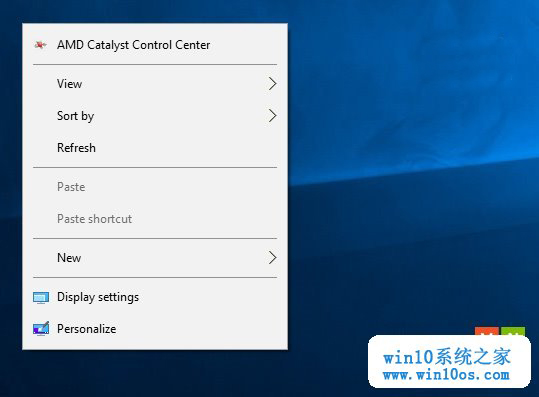 AMD Catalyst Control Center
View
Sort by
Refresh
Paste
Paste shortcut
New
Display settings
Personalize
win10系统之家
www.win10os.com